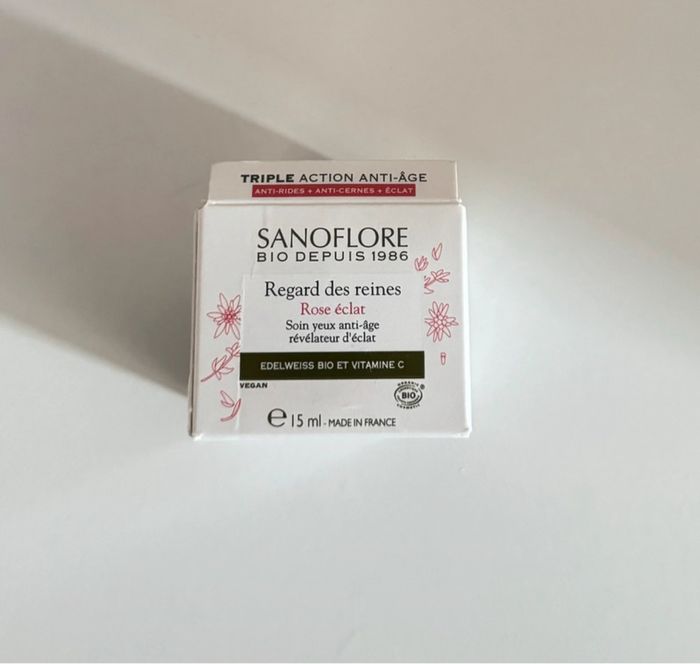 TRIPLE ACTION ANTI-ÂGE
ANTI-RIDES + ANTI-CERNES + ÉCLAT
SANOFLORE
BIO DEPUIS 1986
Regard des reines
Rose éclat
Soin yeux anti-âge
révélateur d'éclat
EDELWEISS BIO ET VITAMINE C
VEGAN
BIO
e 15 ml - MADE IN FRANCE